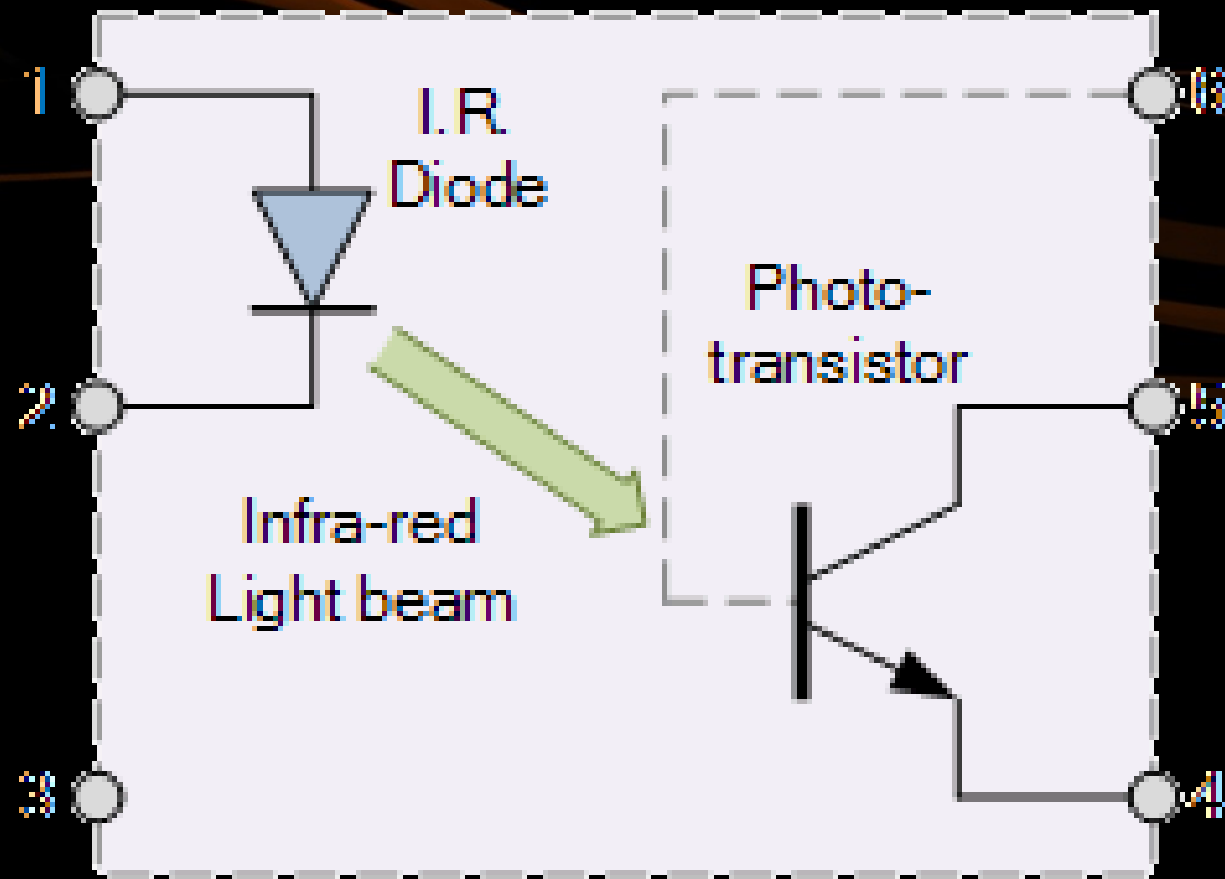 1
I.R
Diode
6
Photo-
transistor
2
5
Infra-red
Light beam
3
4